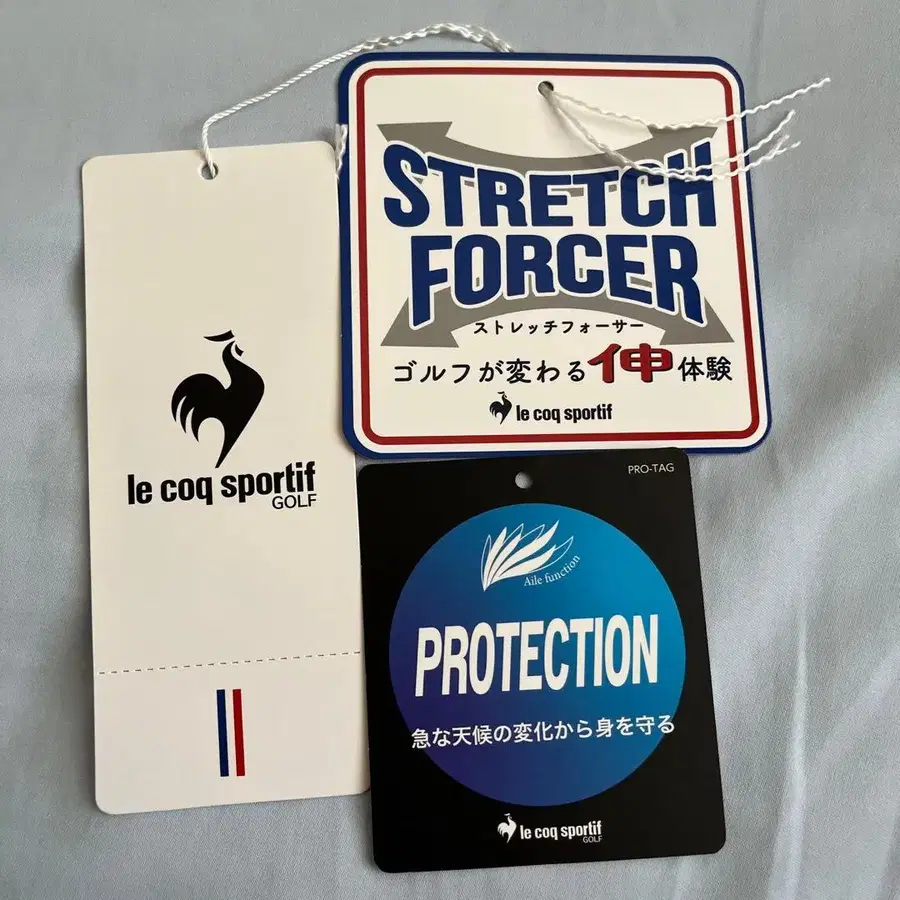 le coq sportif
GOLF
STRETCH
FORCER
ストレッチフォーサー
ゴルフが変わる伸体験
le coq sportif
PRO-TAG
Aile function
PROTECTION
急な天候の変化から身を守る
le coq sportif
GOLF